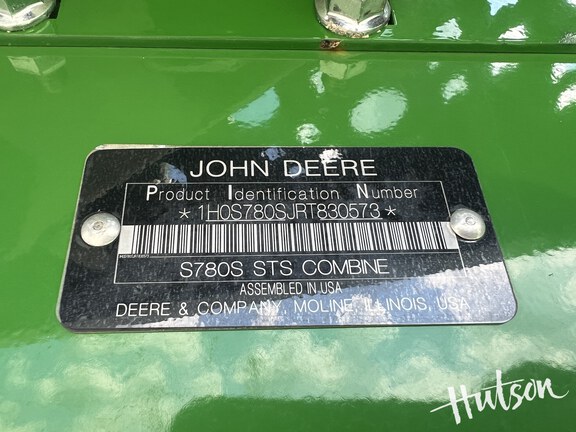 JOHN DEERE
Product Identification Number
*1H0S780SJRT830573*
S780S STS COMBINE
ASSEMBLED IN USA
DEERE & COMPANY, MOLINE, ILLINOIS, USA
Hutson